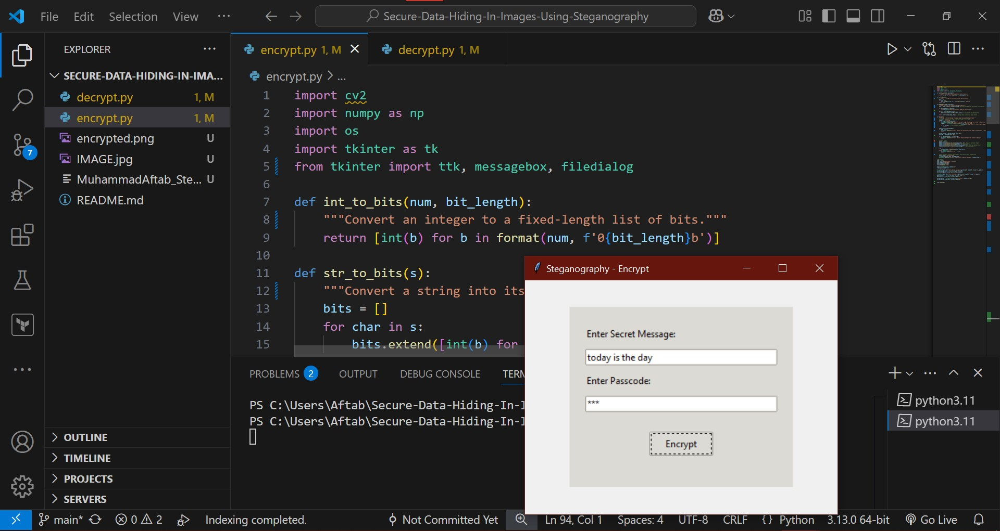 File Edit Selection View ...
Secure-Data-Hiding-In-Images-Using-Steganography
EXPLORER
SECURE-DATA-HIDING-IN-IMA...
decrypt.py 1, M
encrypt.py 1, M
encrypted.png U
IMAGE.jpg U
MuhammadAftab_Ste... U
README.md
7
OUTLINE
TIMELINE
PROJECTS
SERVERS
encrypt.py 1, M
decrypt.py 1, M
encrypt.py > ...
1 import cv2
2 import numpy as np
3 import os
4 import tkinter as tk
5 from tkinter import ttk, messagebox, filedialog
6
7 def int_to_bits(num, bit_length):
8 """Convert an integer to a fixed-length list of bits."""
9 return [int(b) for b in format(num, f'0{bit_length}b')]
10
11 def str_to_bits(s):
12 """Convert a string into its
13 bits = []
14 for char in s:
15 bits.extend([int(b) for
Steganography - Encrypt
Enter Secret Message:
today is the day
Enter Passcode:
***
Encrypt
PROBLEMS 2 OUTPUT DEBUG CONSOLE TERM
PS C:\Users\Aftab\Secure-Data-Hiding-In-I
PS C:\Users\Aftab\Secure-Data-Hiding-In-I
python3.11
python3.11
main* 0 2 Indexing completed. Not Committed Yet Ln 94, Col 1 Spaces: 4 UTF-8 CRLF {} Python 3.13.0 64-bit Go Live